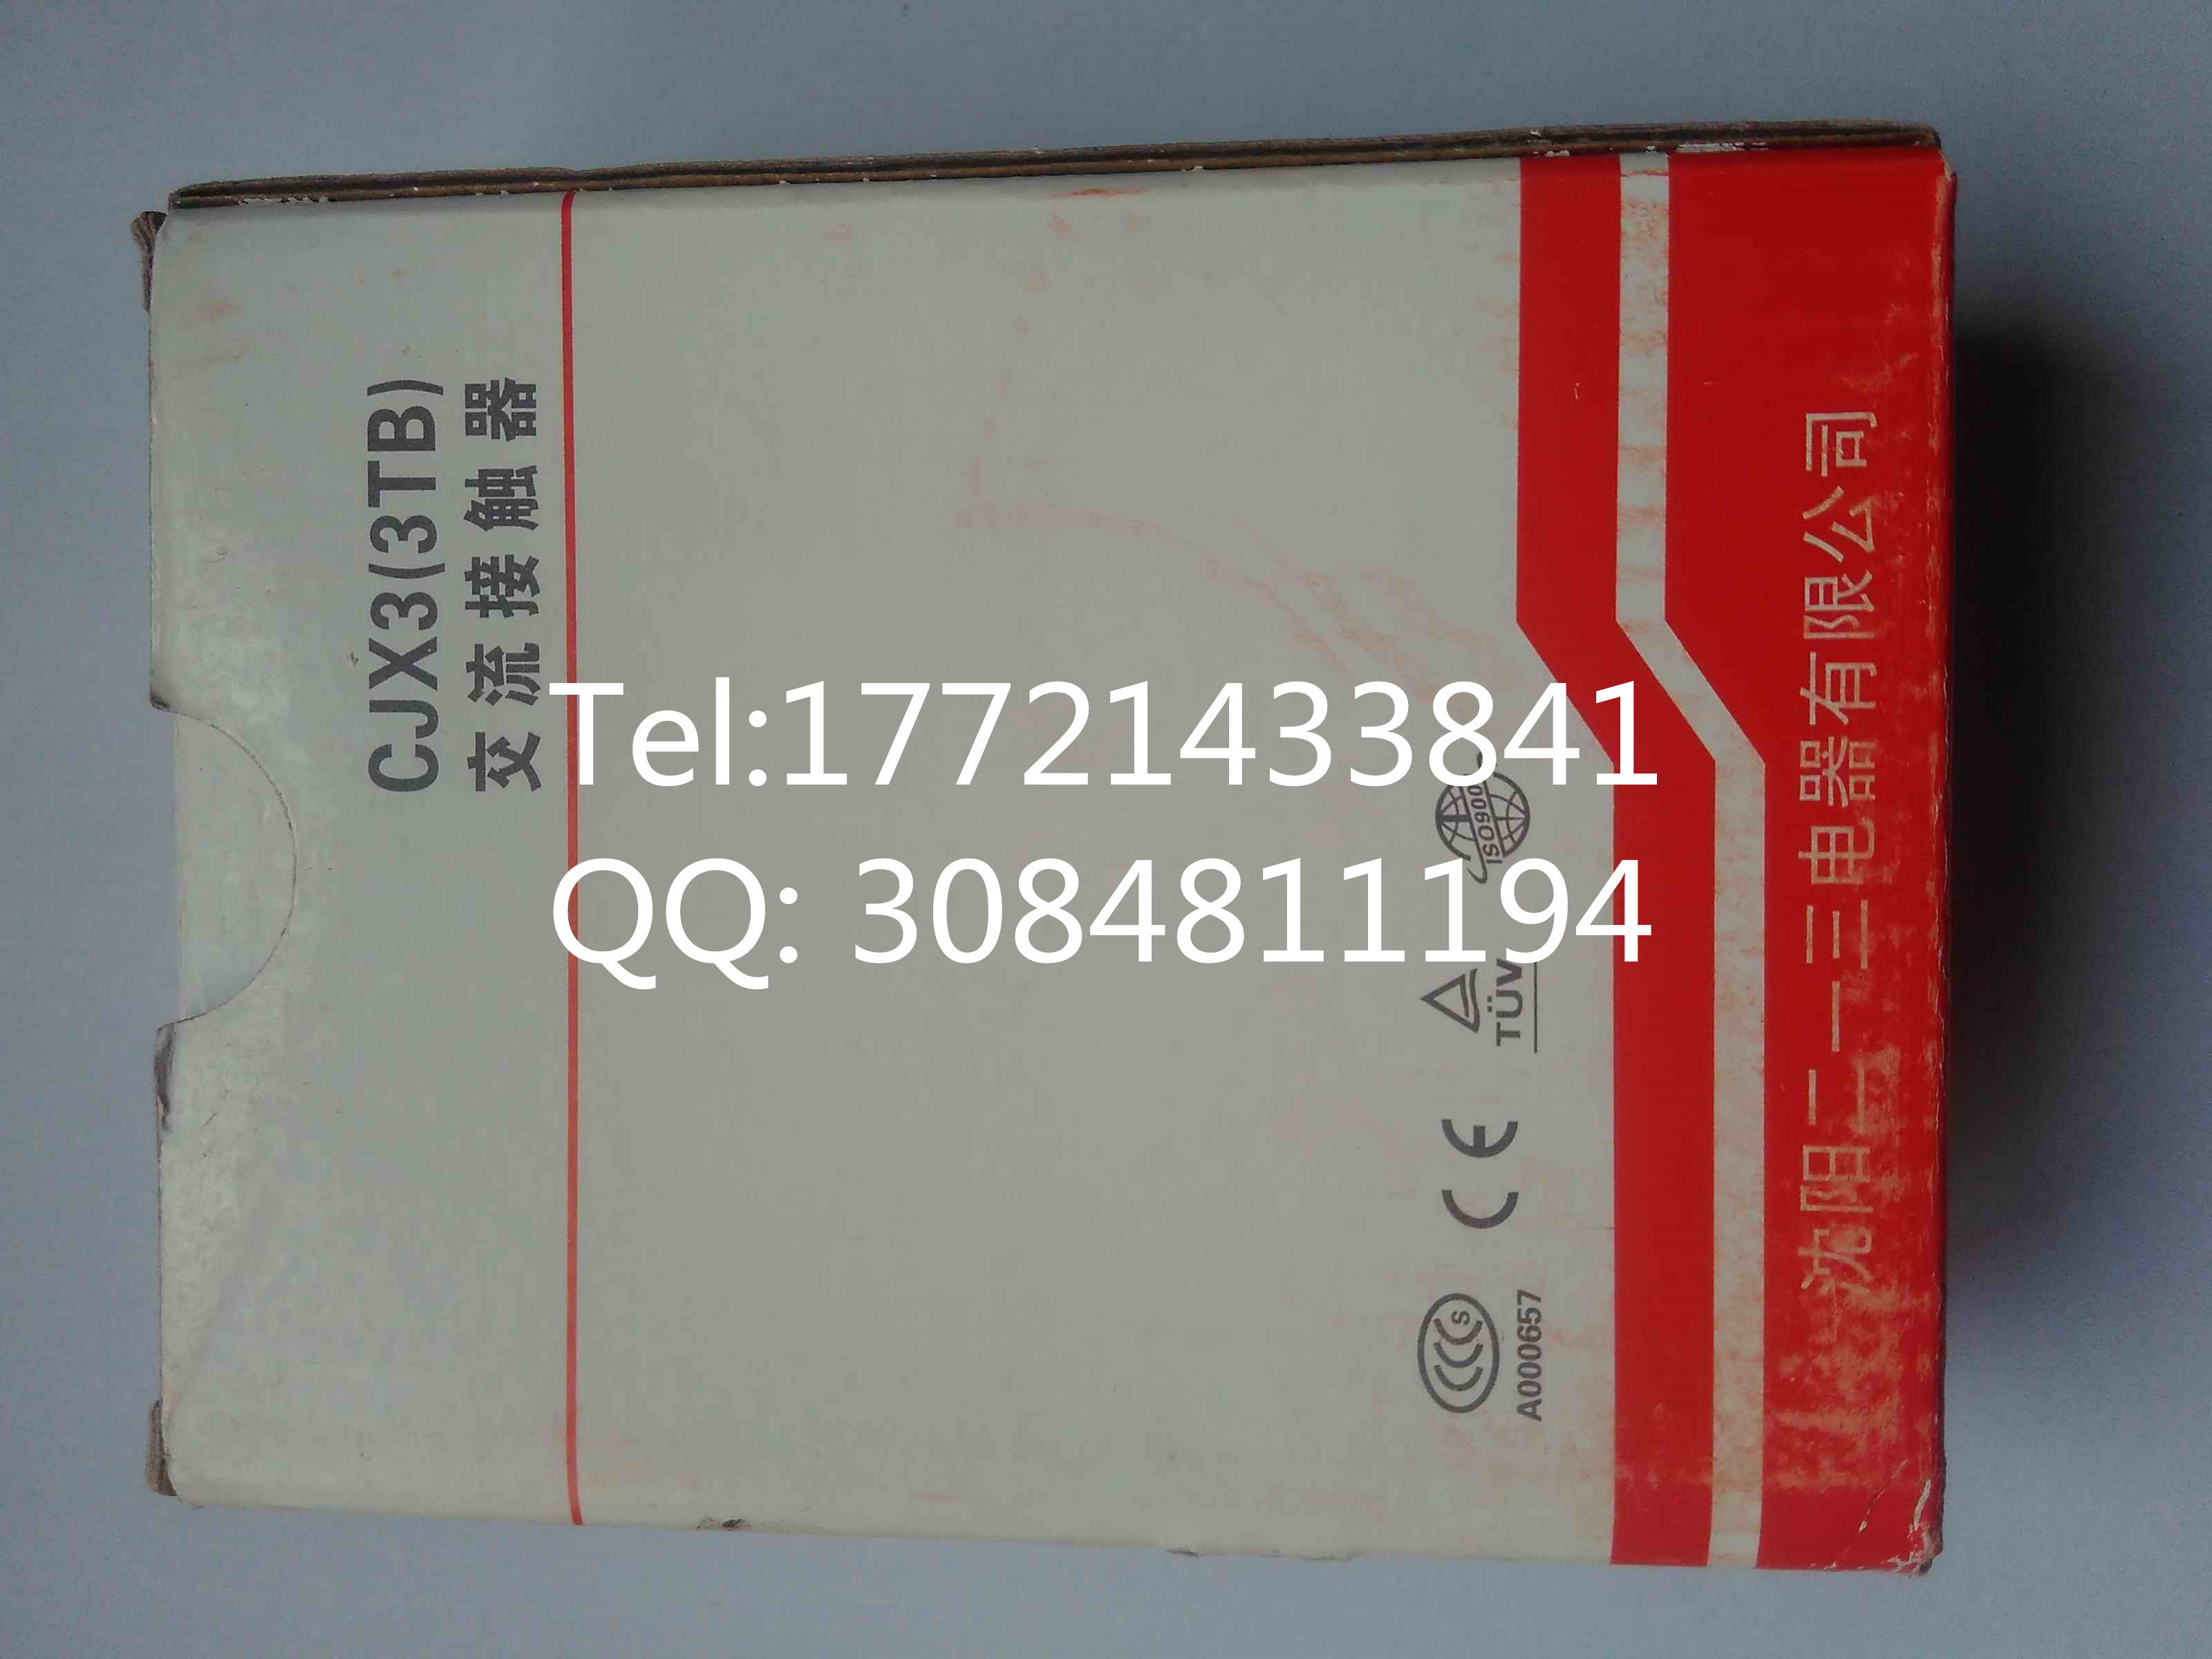 CJX3(3TB)
交流接触器
Tel:17721433841
QQ: 3084811194
S
A000657
CE
TÜV
ISO900
沈阳二一三电器有限公司